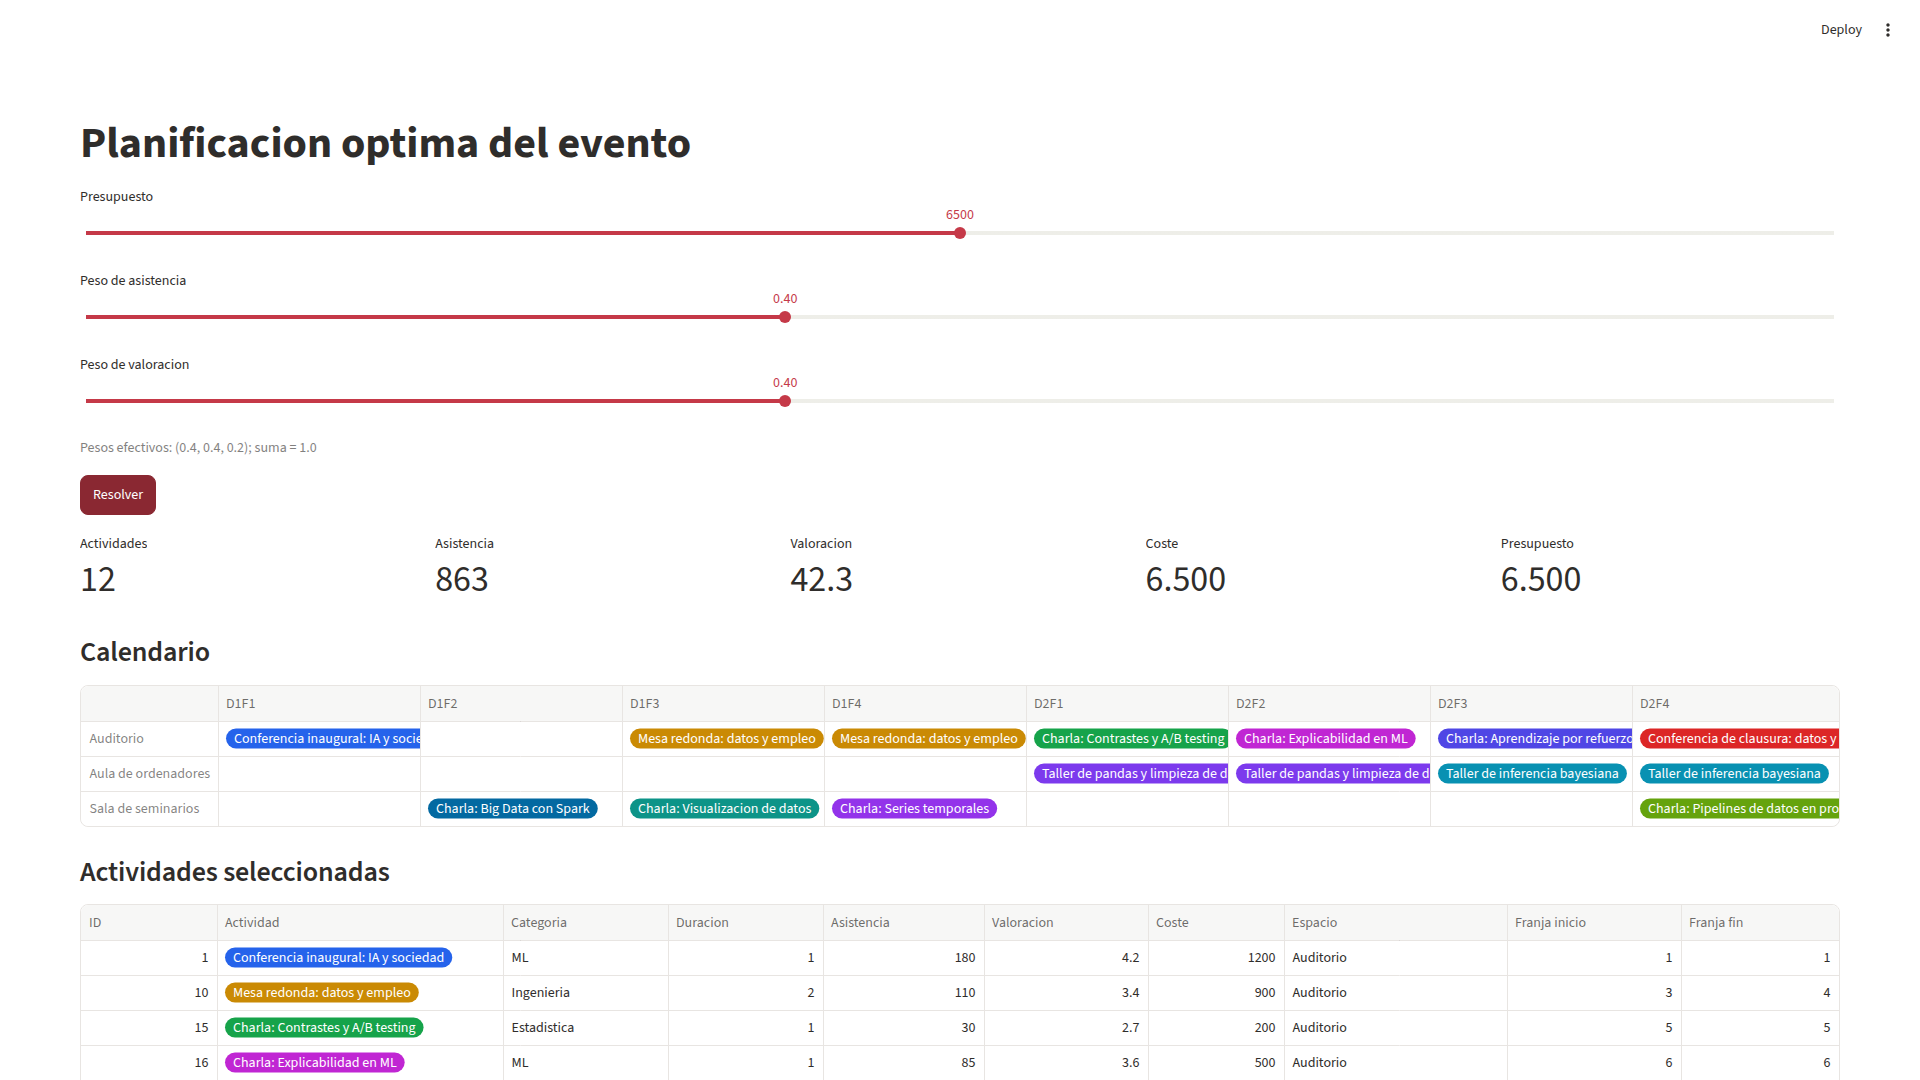 Deploy
Planificacion optima del evento
Presupuesto
6500
Peso de asistencia
0.40
Peso de valoracion
0.40
Pesos efectivos: (0.4, 0.4, 0.2); suma = 1.0
Resolver
Actividades Asistencia Valoracion Coste Presupuesto
12 863 42.3 6.500 6.500
Calendario
D1F1 D1F2 D1F3 D1F4 D2F1 D2F2 D2F3 D2F4
Auditorio Conferencia inaugural: IA y socie Mesa redonda: datos y empleo Mesa redonda: datos y empleo Charla: Contrastes y A/B testing Charla: Explicabilidad en ML Charla: Aprendizaje por refuerzo Conferencia de clausura: datos y
Aula de ordenadores Taller de pandas y limpieza de d Taller de pandas y limpieza de d Taller de inferencia bayesiana Taller de inferencia bayesiana
Sala de seminarios Charla: Big Data con Spark Charla: Visualizacion de datos Charla: Series temporales Charla: Pipelines de datos en pro
Actividades seleccionadas
ID Actividad Categoria Duracion Asistencia Valoracion Coste Espacio Franja inicio Franja fin
1 Conferencia inaugural: IA y sociedad ML 1 180 4.2 1200 Auditorio 1 1
10 Mesa redonda: datos y empleo Ingenieria 2 110 3.4 900 Auditorio 3 4
15 Charla: Contrastes y A/B testing Estadistica 1 30 2.7 200 Auditorio 5 5
16 Charla: Explicabilidad en ML ML 1 85 3.6 500 Auditorio 6 6